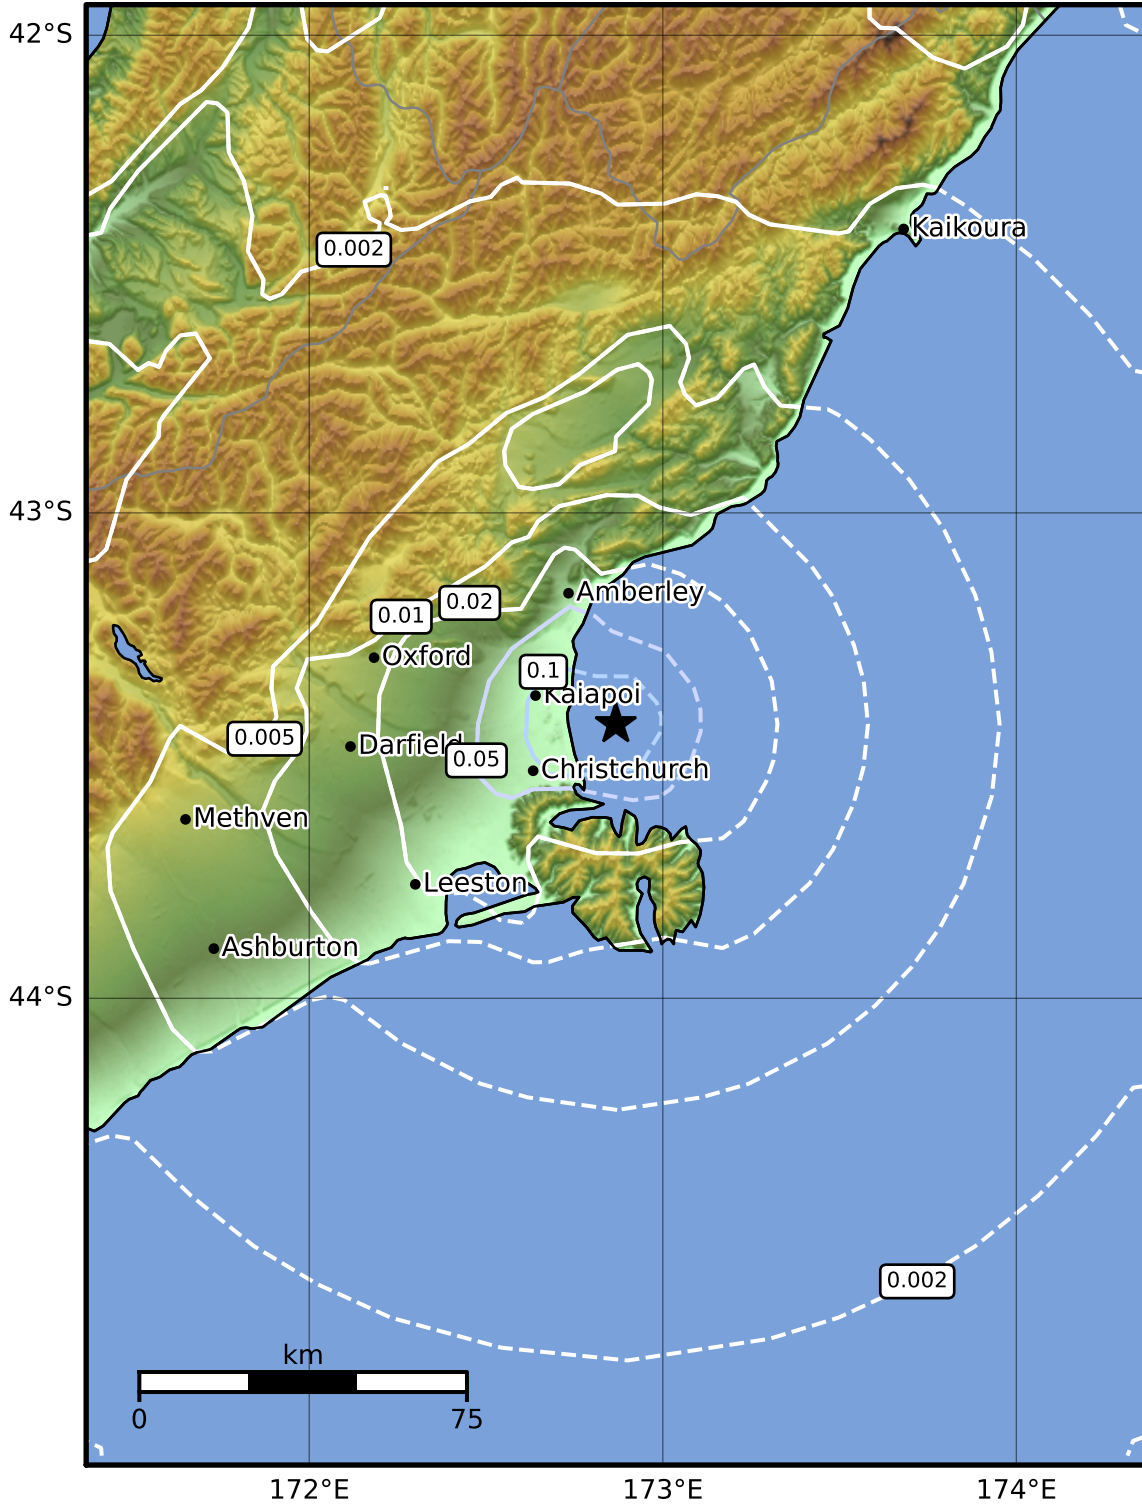 42°S
Kaikoura
0.002
43°S
Amberley
0.02
0.01
Oxford
0.1
Kaiapoi
0.005
Darfield
0.05
Christchurch
Methven
Leeston
Ashburton
44°S
0.002
km
0 75
172°E 173°E 174°E